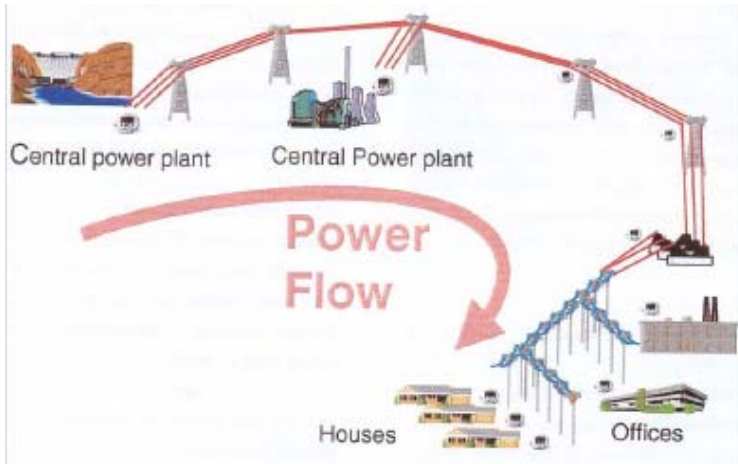 Central power plant
Central Power plant
Power
Flow
Houses
Offices